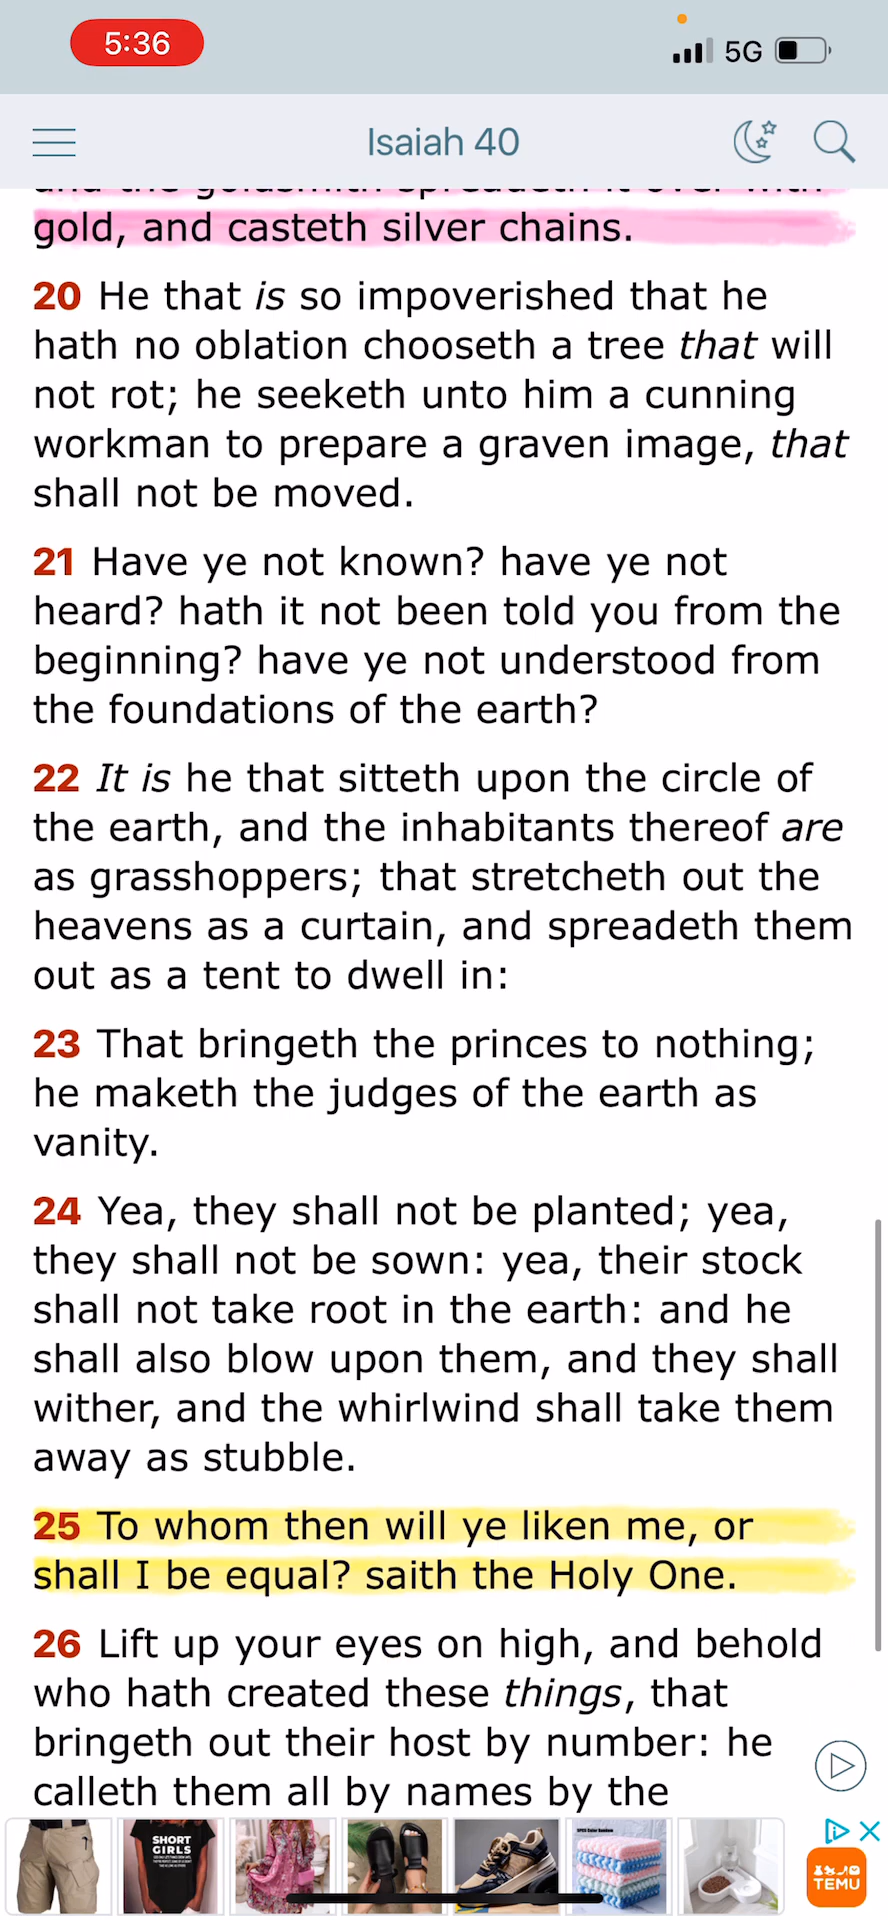 5:36
5G
Isaiah 40
and the goldsmith spreadeth it over with
gold, and casteth silver chains.
20 He that is so impoverished that he
hath no oblation chooseth a tree that will
not rot; he seeketh unto him a cunning
workman to prepare a graven image, that
shall not be moved.
21 Have ye not known? have ye not
heard? hath it not been told you from the
beginning? have ye not understood from
the foundations of the earth?
22 It is he that sitteth upon the circle of
the earth, and the inhabitants thereof are
as grasshoppers; that stretcheth out the
heavens as a curtain, and spreadeth them
out as a tent to dwell in:
23 That bringeth the princes to nothing;
he maketh the judges of the earth as
vanity.
24 Yea, they shall not be planted; yea,
they shall not be sown: yea, their stock
shall not take root in the earth: and he
shall also blow upon them, and they shall
wither, and the whirlwind shall take them
away as stubble.
25 To whom then will ye liken me, or
shall I be equal? saith the Holy One.
26 Lift up your eyes on high, and behold
who hath created these things, that
bringeth out their host by number: he
calleth them all by names by the
SHORT
GIRLS
TEMU